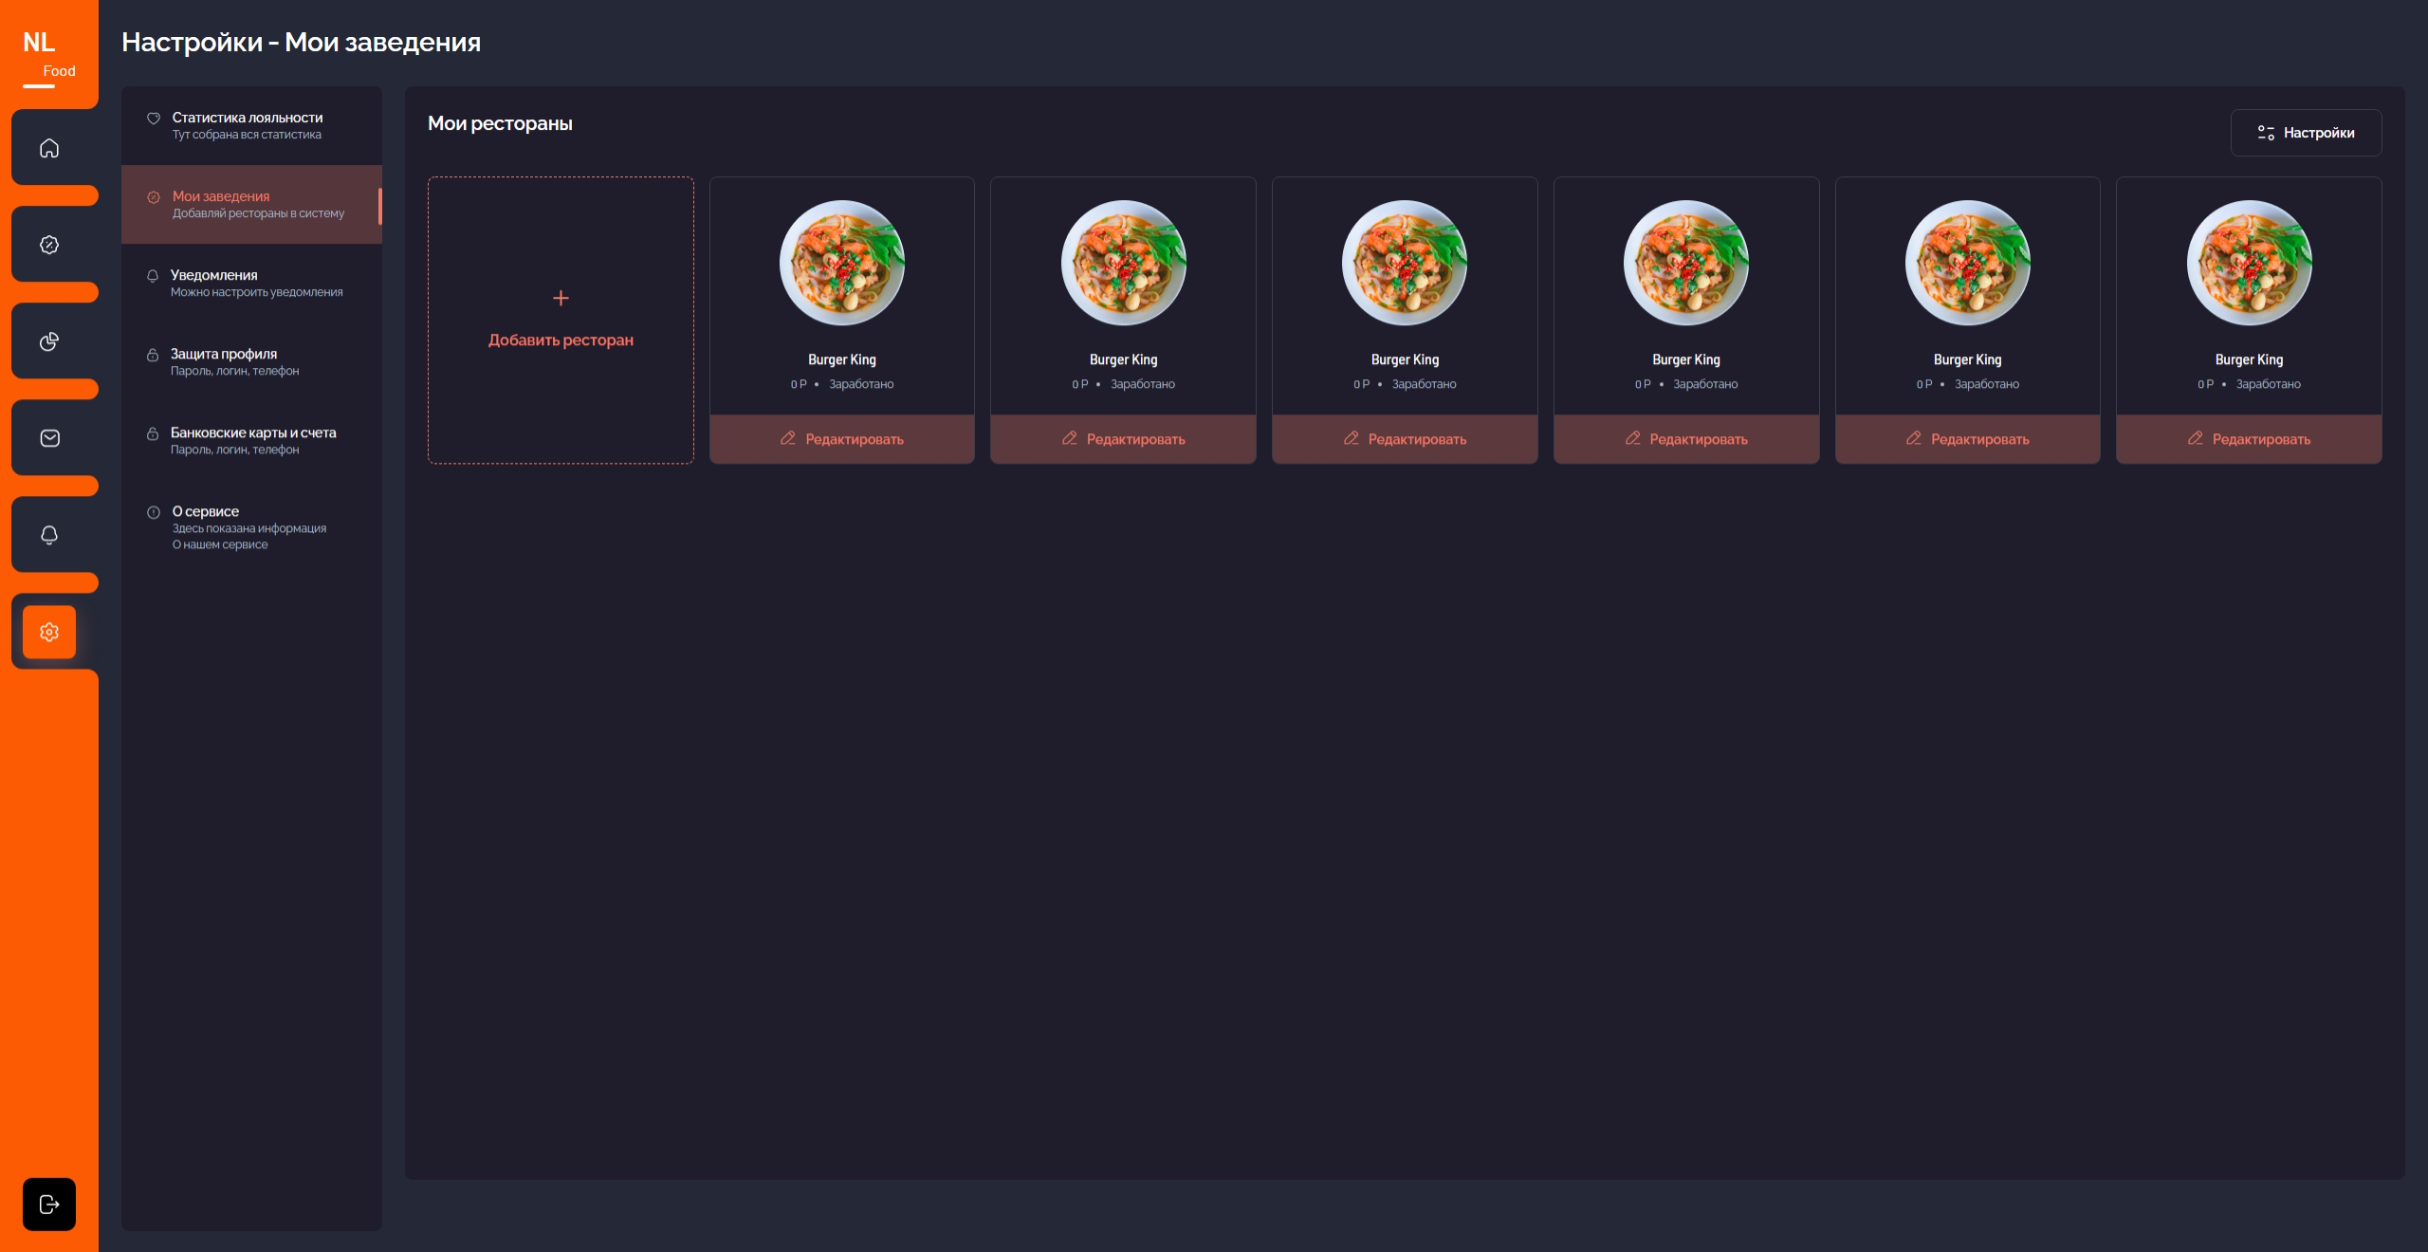 NL
Food
Настройки - Мои заведения
Статистика лояльности
Тут собрана вся статистика
Мои заведения
Добавляй рестораны в систему
Уведомления
Можно настроить уведомления
Защита профиля
Пароль, логин, телефон
Банковские карты и счета
Пароль, логин, телефон
О сервисе
Здесь показана информация
О нашем сервисе
Мои рестораны
Настройки
Добавить ресторан
Burger King
0 Р • Заработано
Редактировать
Burger King
0 Р • Заработано
Редактировать
Burger King
0 Р • Заработано
Редактировать
Burger King
0 Р • Заработано
Редактировать
Burger King
0 Р • Заработано
Редактировать
Burger King
0 Р • Заработано
Редактировать